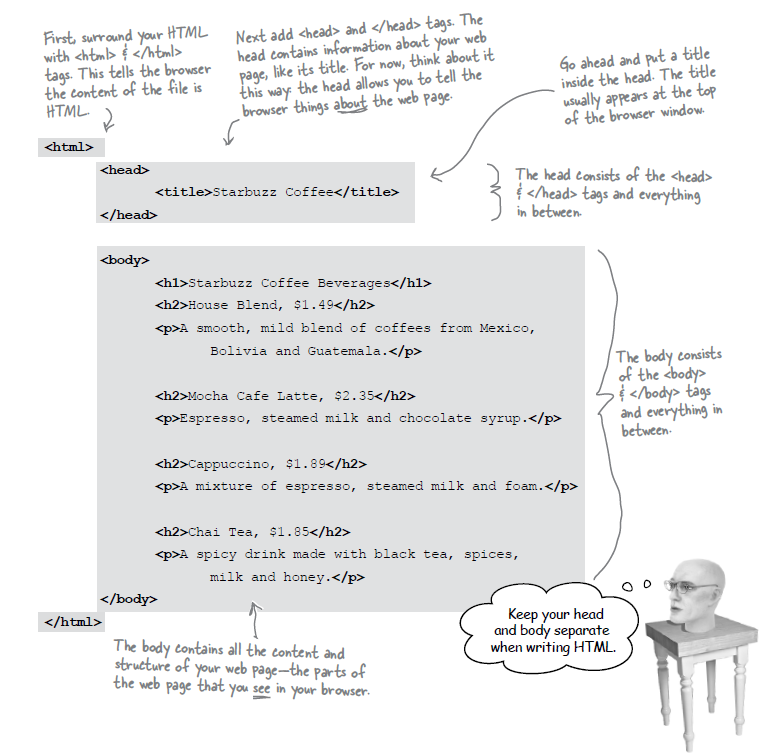 First, surround your HTML
with <html> & </html>
tags. This tells the browser
the content of the file is
HTML.
Next add <head> and </head> tags. The
head contains information about your web
page, like its title. For now, think about it
this way: the head allows you to tell the
browser things about the web page.
Go ahead and put a title
inside the head. The title
usually appears at the top
of the browser window.
<html>
<head>
<title>Starbuzz Coffee</title>
</head>
The head consists of the <head>
& </head> tags and everything
in between.
<body>
<h1>Starbuzz Coffee Beverages</h1>
<h2>House Blend, $1.49</h2>
<p>A smooth, mild blend of coffees from Mexico,
Bolivia and Guatemala.</p>
<h2>Mocha Cafe Latte, $2.35</h2>
<p>Espresso, steamed milk and chocolate syrup.</p>
<h2>Cappuccino, $1.89</h2>
<p>A mixture of espresso, steamed milk and foam.</p>
<h2>Chai Tea, $1.85</h2>
<p>A spicy drink made with black tea, spices,
milk and honey.</p>
</body>
</html>
The body consists
of the <body>
& </body> tags
and everything in
between.
The body contains all the content and
structure of your web page—the parts of
the web page that you see in your browser.
Keep your head
and body separate
when writing HTML.